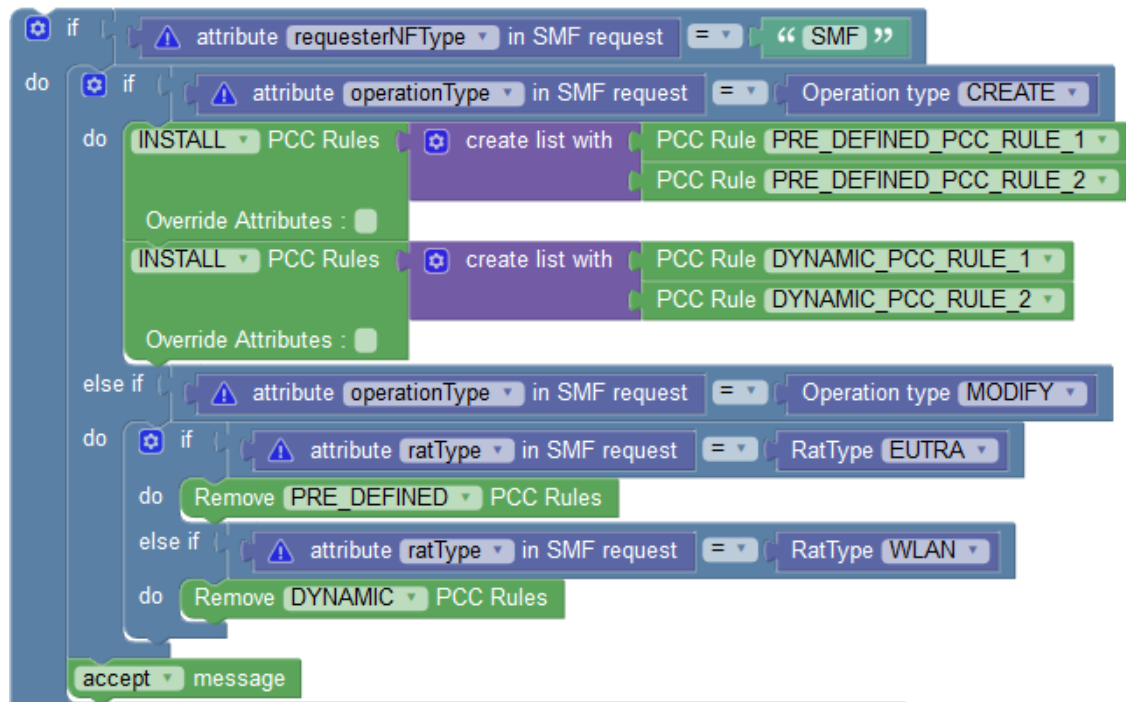 if attribute requesterNFType in SMF request = “ SMF ”
do if attribute operationType in SMF request = Operation type CREATE
do INSTALL PCC Rules create list with PCC Rule PRE_DEFINED_PCC_RULE_1
PCC Rule PRE_DEFINED_PCC_RULE_2
Override Attributes :
INSTALL PCC Rules create list with PCC Rule DYNAMIC_PCC_RULE_1
PCC Rule DYNAMIC_PCC_RULE_2
Override Attributes :
else if attribute operationType in SMF request = Operation type MODIFY
do if attribute ratType in SMF request = RatType EUTRA
do Remove PRE_DEFINED PCC Rules
else if attribute ratType in SMF request = RatType WLAN
do Remove DYNAMIC PCC Rules
accept message